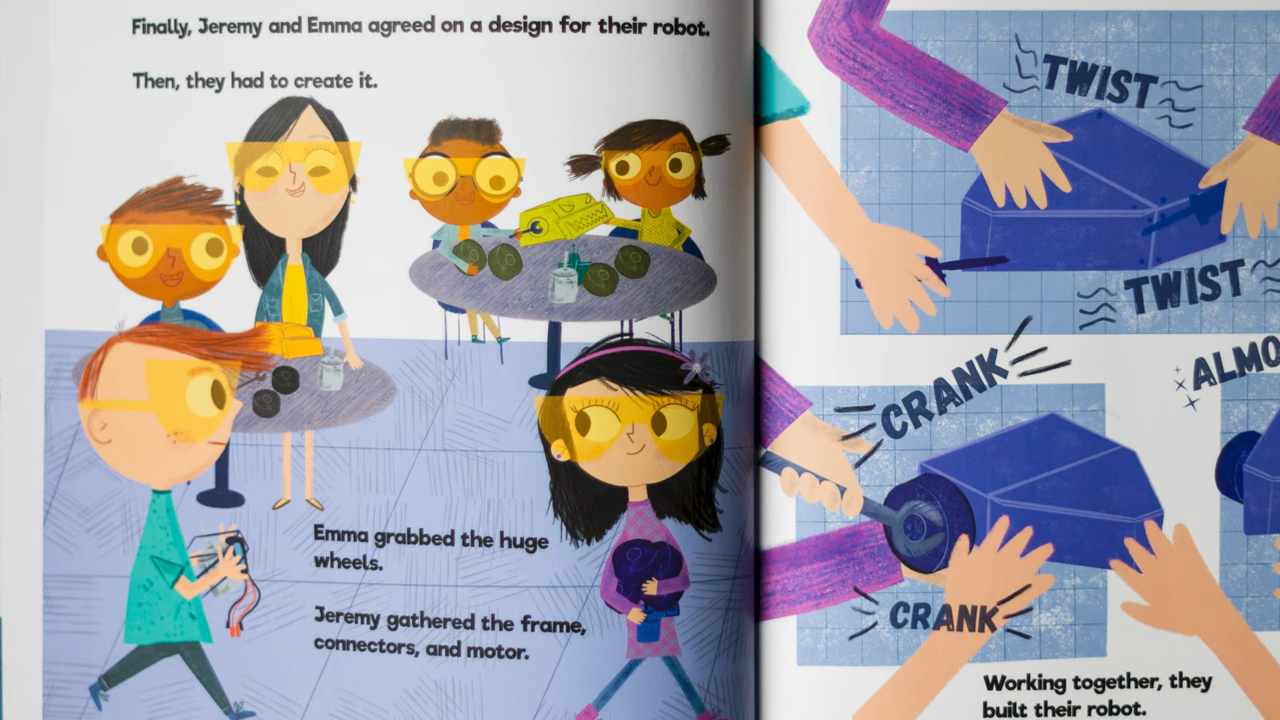 Finally, Jeremy and Emma agreed on a design for their robot.
Then, they had to create it.
Emma grabbed the huge
wheels.
Jeremy gathered the frame,
connectors, and motor.
TWIST
TWIST
CRANK
CRANK
Working together, they
built their robot.